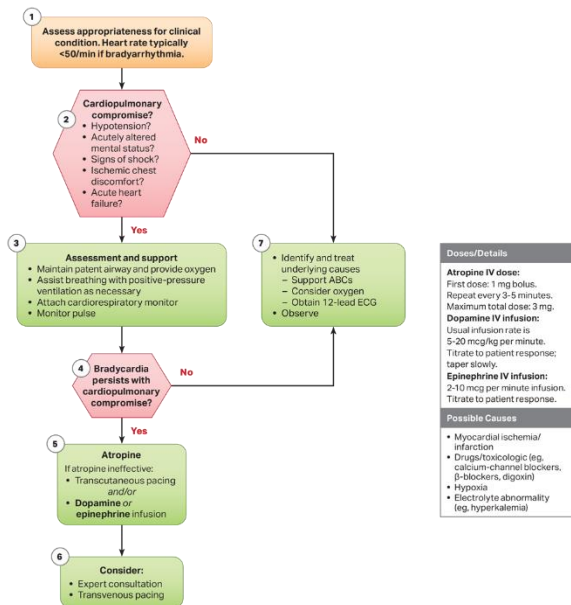 1
Assess appropriateness for clinical
condition. Heart rate typically
<50/min if bradyarrhythmia.
2
Cardiopulmonary
compromise?
• Hypotension?
• Acutely altered
mental status?
• Signs of shock?
• Ischemic chest
discomfort?
• Acute heart
failure?
No
Yes
3
Assessment and support
• Maintain patent airway and provide oxygen
• Assist breathing with positive-pressure
ventilation as necessary
• Attach cardiorespiratory monitor
• Monitor pulse
7
• Identify and treat
underlying causes
– Support ABCs
– Consider oxygen
– Obtain 12-lead ECG
• Observe
4
Bradycardia
persists with
cardiopulmonary
compromise?
No
Yes
5
Atropine
If atropine ineffective:
• Transcutaneous pacing
and/or
• Dopamine or
epinephrine infusion
6
Consider:
• Expert consultation
• Transvenous pacing
Doses/Details
Atropine IV dose:
First dose: 1 mg bolus.
Repeat every 3-5 minutes.
Maximum total dose: 3 mg.
Dopamine IV infusion:
Usual infusion rate is
5-20 mcg/kg per minute.
Titrate to patient response;
taper slowly.
Epinephrine IV infusion:
2-10 mcg per minute infusion.
Titrate to patient response.
Possible Causes
• Myocardial ischemia/
infarction
• Drugs/toxicologic (eg,
calcium-channel blockers,
β-blockers, digoxin)
• Hypoxia
• Electrolyte abnormality
(eg, hyperkalemia)